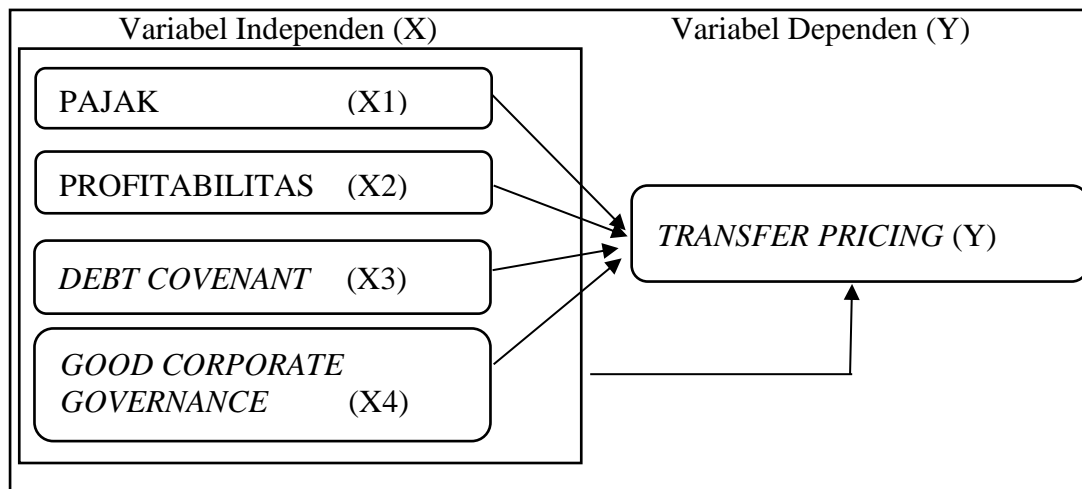 Variabel Independen (X)
Variabel Dependen (Y)
PAJAK (X1)
PROFITABILITAS (X2)
DEBT COVENANT (X3)
GOOD CORPORATE
GOVERNANCE (X4)
TRANSFER PRICING (Y)